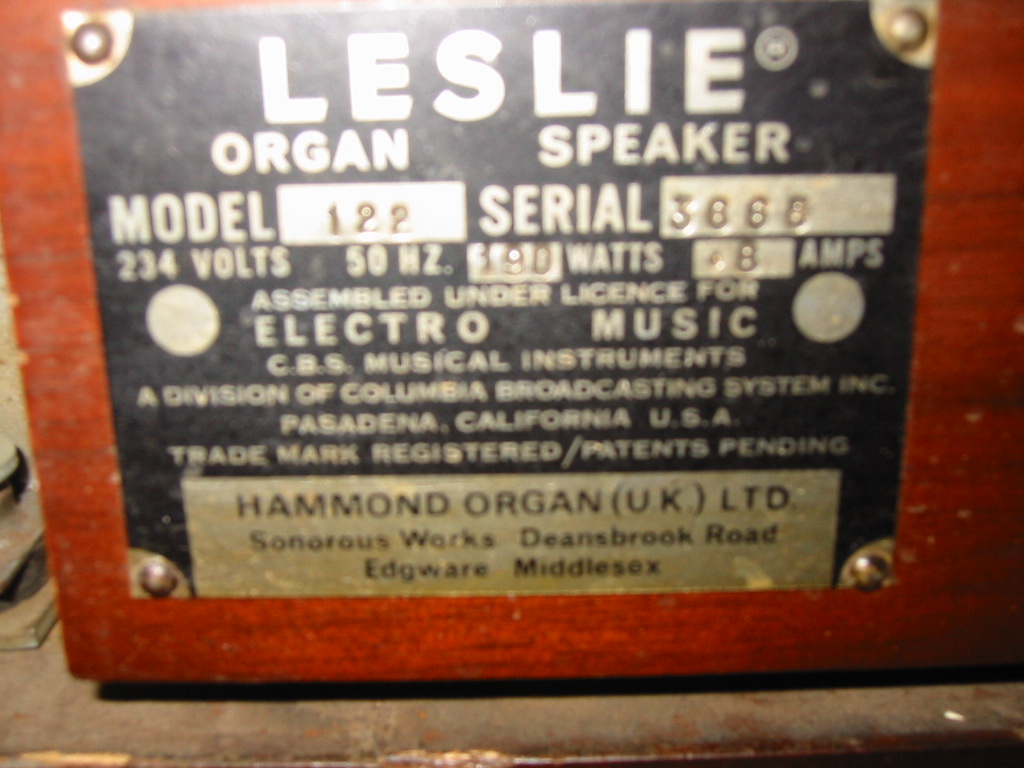 LESLIE®
ORGAN SPEAKER
MODEL 122 SERIAL
234 VOLTS 50 HZ. 190 WATTS .8 AMPS
ASSEMBLED UNDER LICENCE FOR
ELECTRO MUSIC
C.B.S. MUSICAL INSTRUMENTS
A DIVISION OF COLUMBIA BROADCASTING SYSTEM INC.
PASADENA, CALIFORNIA U.S.A.
TRADE MARK REGISTERED/PATENTS PENDING
HAMMOND ORGAN (U.K.) LTD.
Sonorous Works Deansbrook Road
Edgware Middlesex